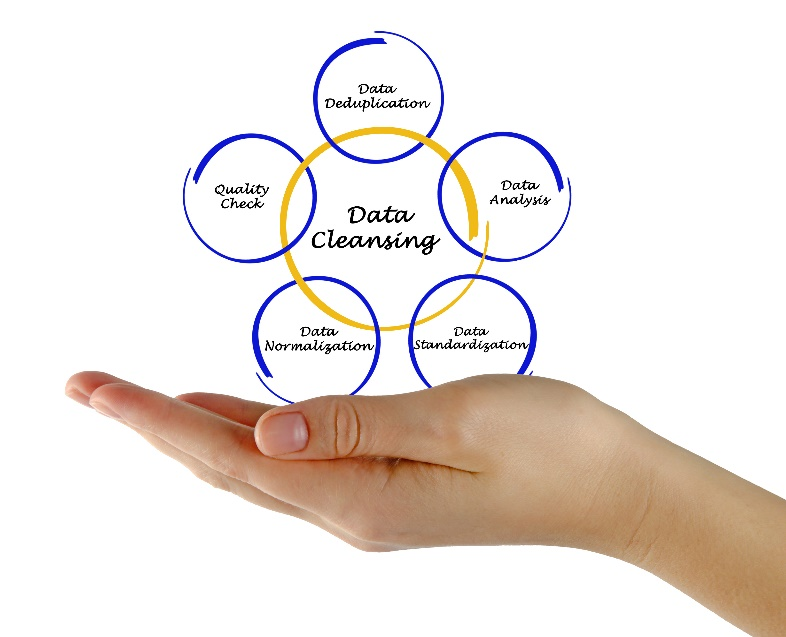 Data
Deduplication
Quality
Check
Data
Analysis
Data
Cleansing
Data
Normalization
Data
Standardization